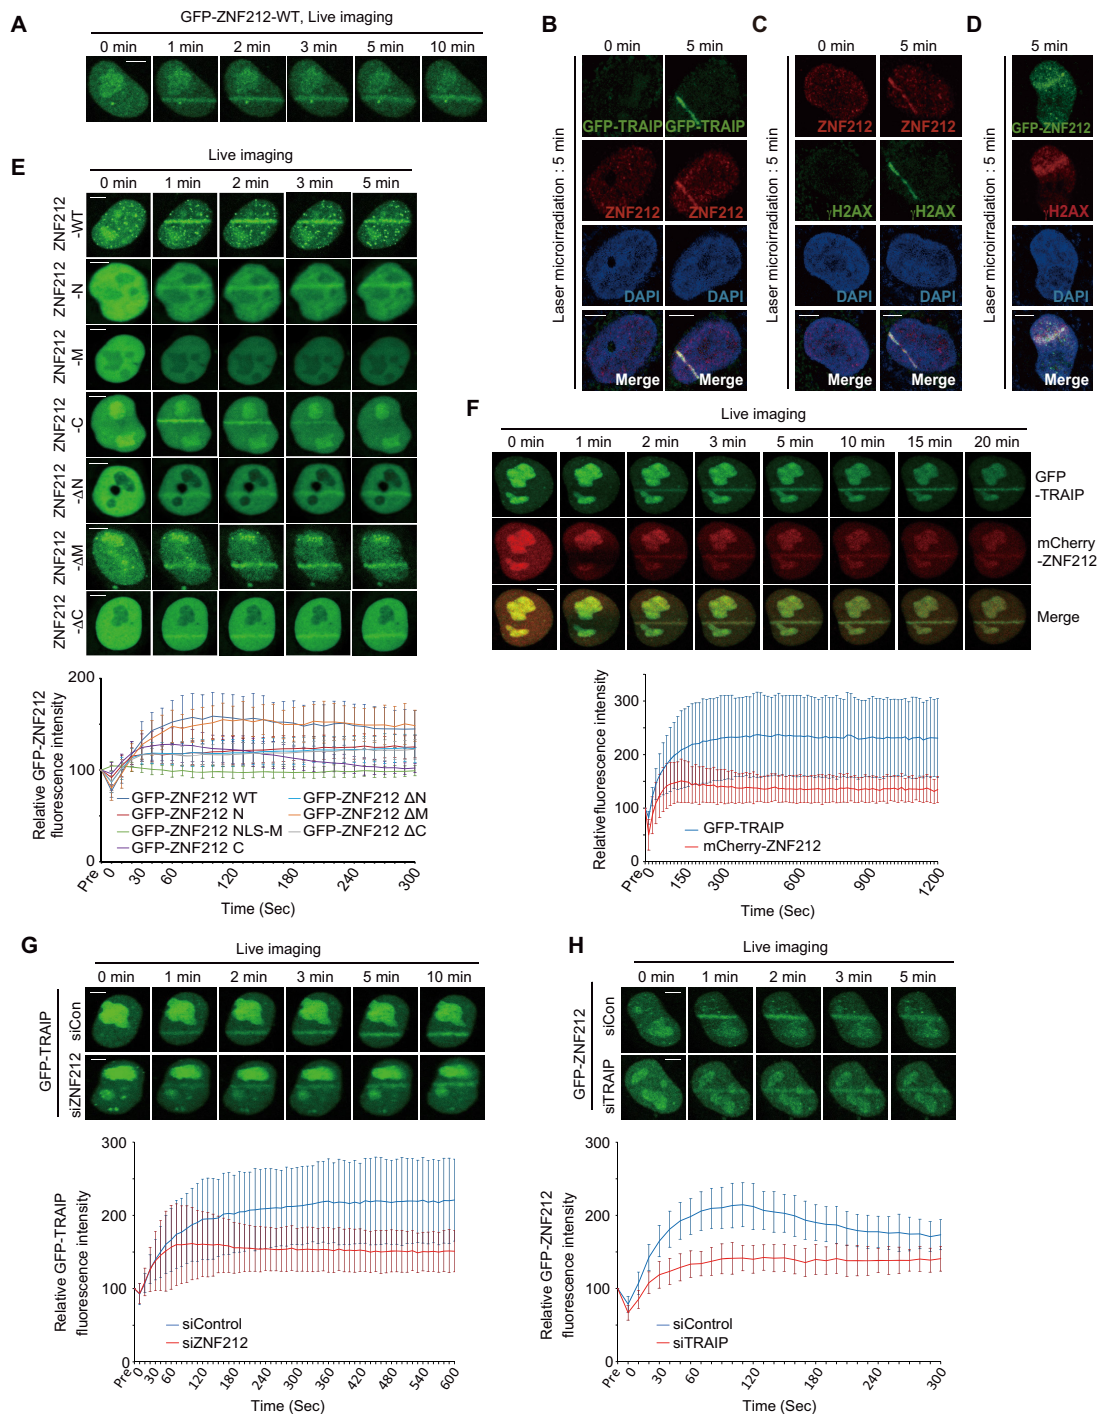 A
GFP-ZNF212-WT, Live imaging
0 min 1 min 2 min 3 min 5 min 10 min
B
0 min 5 min
Laser microirradiation : 5 min
GFP-TRAIP GFP-TRAIP
ZNF212 ZNF212
DAPI DAPI
Merge Merge
C
0 min 5 min
Laser microirradiation : 5 min
ZNF212 ZNF212
γH2AX γH2AX
DAPI DAPI
Merge Merge
D
5 min
Laser microirradiation : 5 min
GFP-ZNF212
γH2AX
DAPI
Merge
E
Live imaging
0 min 1 min 2 min 3 min 5 min
ZNF212
-WT
ZNF212
-N
ZNF212
-M
ZNF212
-C
ZNF212
-ΔN
ZNF212
-ΔM
ZNF212
-ΔC
Relative GFP-ZNF212
fluorescence intensity
200
100
0
GFP-ZNF212 WT
GFP-ZNF212 N
GFP-ZNF212 NLS-M
GFP-ZNF212 C
GFP-ZNF212 ΔN
GFP-ZNF212 ΔM
GFP-ZNF212 ΔC
Pre 0 30 60 120 180 240 300
Time (Sec)
F
Live imaging
0 min 1 min 2 min 3 min 5 min 10 min 15 min 20 min
GFP
-TRAIP
mCherry
-ZNF212
Merge
Relative fluorescence intensity
300
200
100
0
GFP-TRAIP
mCherry-ZNF212
Pre 0 150 300 600 900 1200
Time (Sec)
G
Live imaging
0 min 1 min 2 min 3 min 5 min 10 min
GFP-TRAIP
siCon
siZNF212
Relative GFP-TRAIP
fluorescence intensity
300
200
100
0
siControl
siZNF212
Pre 0 30 60 120 180 240 300 360 420 480 540 600
Time (Sec)
H
Live imaging
0 min 1 min 2 min 3 min 5 min
GFP-ZNF212
siCon
siTRAIP
Relative GFP-ZNF212
fluorescence intensity
300
200
100
0
siControl
siTRAIP
Pre 0 30 60 120 180 240 300
Time (Sec)